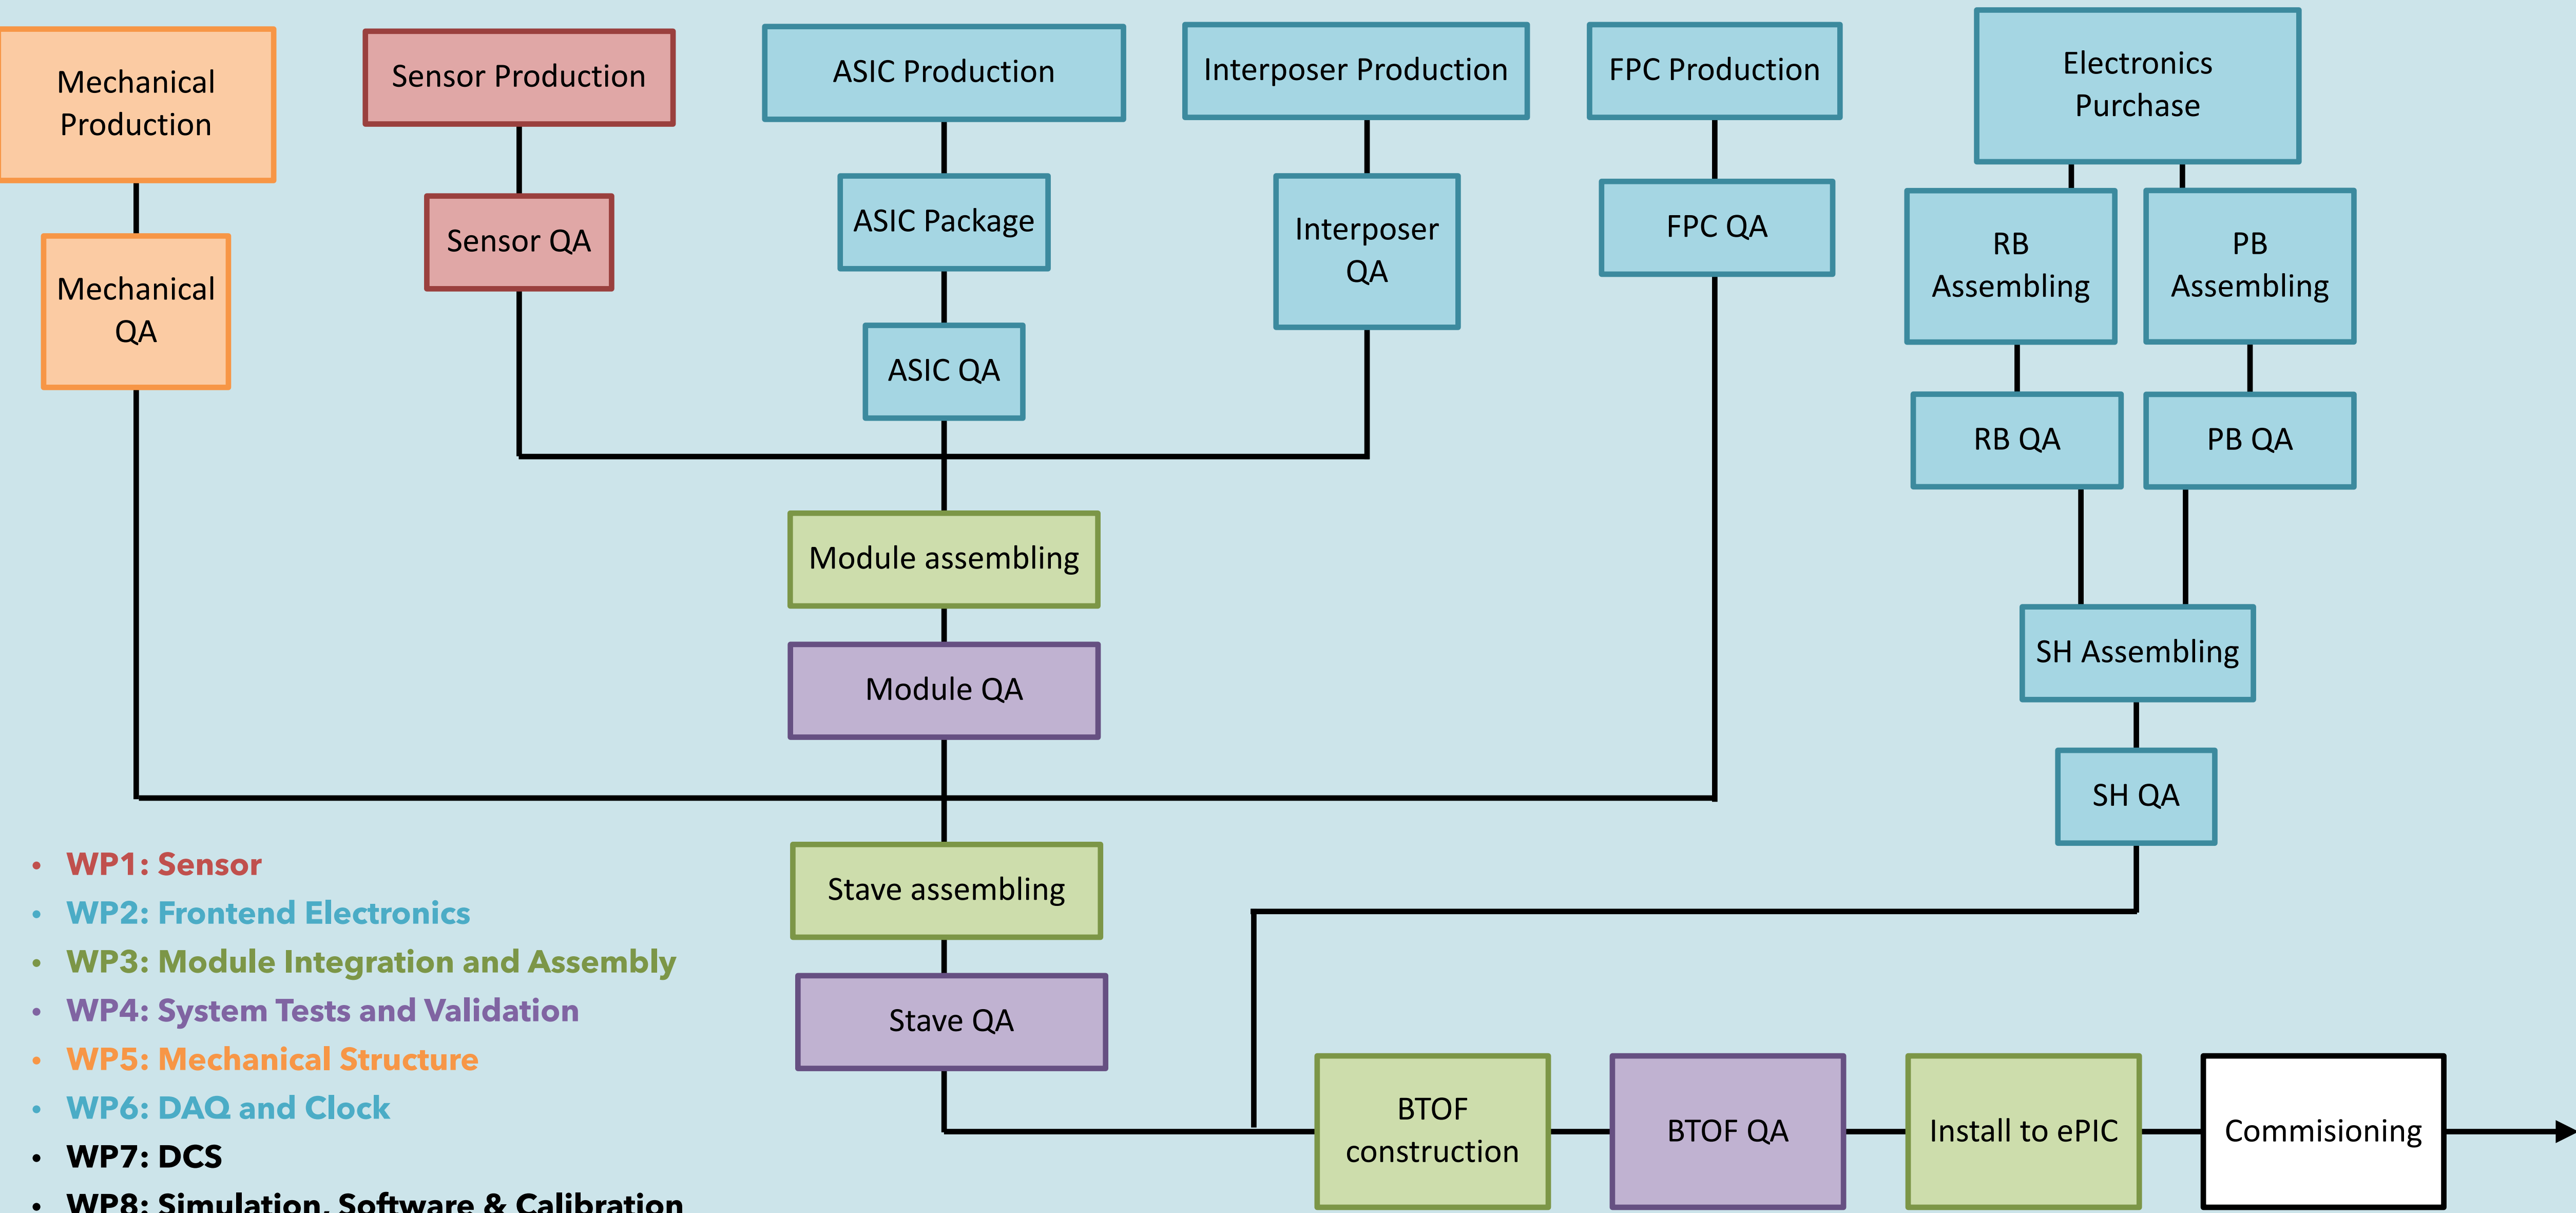 Mechanical
Production
Sensor Production
ASIC Production
Interposer Production
FPC Production
Electronics
Purchase
Mechanical
QA
Sensor QA
ASIC Package
ASIC QA
Interposer
QA
FPC QA
RB
Assembling
PB
Assembling
RB QA
PB QA
Module assembling
Module QA
SH Assembling
SH QA
Stave assembling
Stave QA
• WP1: Sensor
• WP2: Frontend Electronics
• WP3: Module Integration and Assembly
• WP4: System Tests and Validation
• WP5: Mechanical Structure
• WP6: DAQ and Clock
• WP7: DCS
• WP8: Simulation, Software & Calibration
BTOF
construction
BTOF QA
Install to ePIC
Commisioning